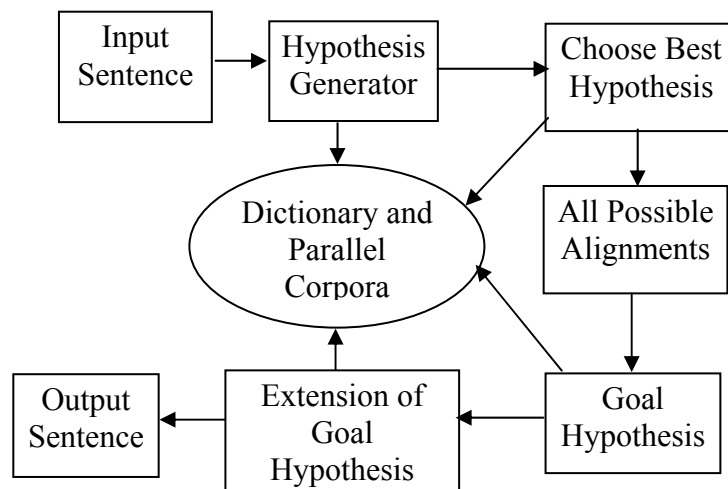 Input
Sentence
Hypothesis
Generator
Choose Best
Hypothesis
Dictionary and
Parallel
Corpora
All Possible
Alignments
Output
Sentence
Extension of
Goal
Hypothesis
Goal
Hypothesis